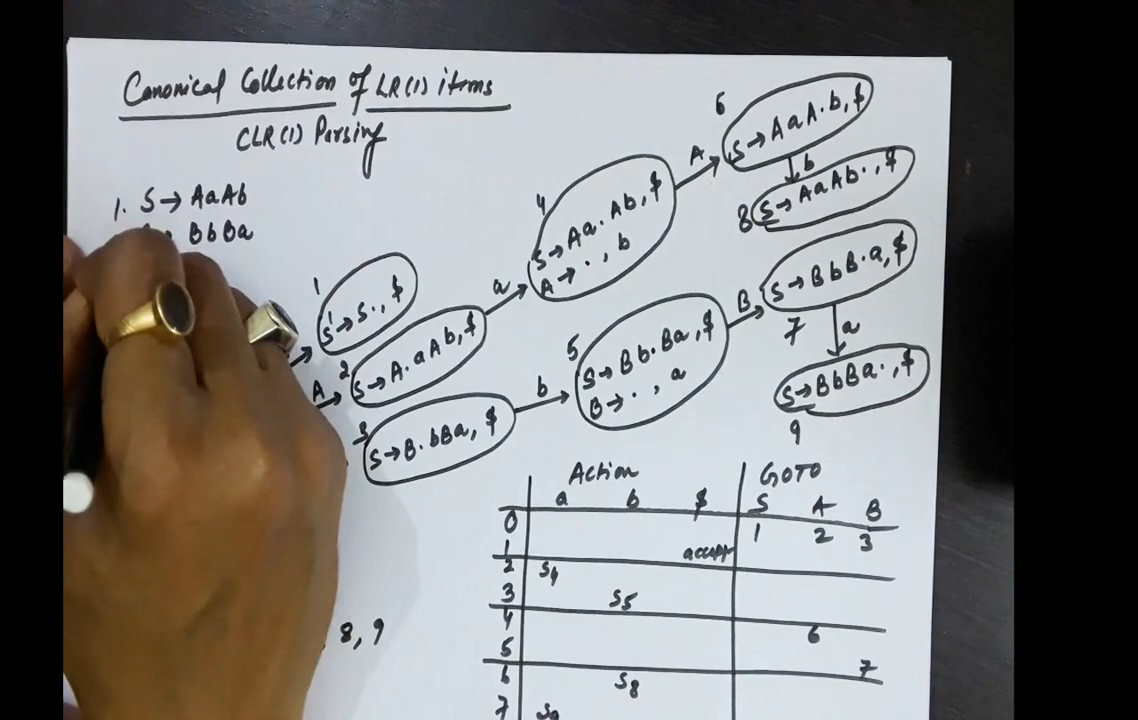 Canonical Collection of LR(1) items
CLR(1) Parsing
1. S → AaAb
BbBa
1
S' → S·, $
A
2
S → A·aAb, $
3
S → B·bBa, $
a
4
S → Aa·Ab, $
A → ·, b
b
5
S → Bb·Ba, $
B → ·, a
A
6
S → AaA·b, $
b
8
S → AaAb·, $
B
S → BbB·a, $
7
a
S → BbBa·, $
9
8, 9
Action GOTO
a b $ S A B
0 1 2 3
1 accept
2 S4
3 S5
4 6
5 7
6 S8
7 S9